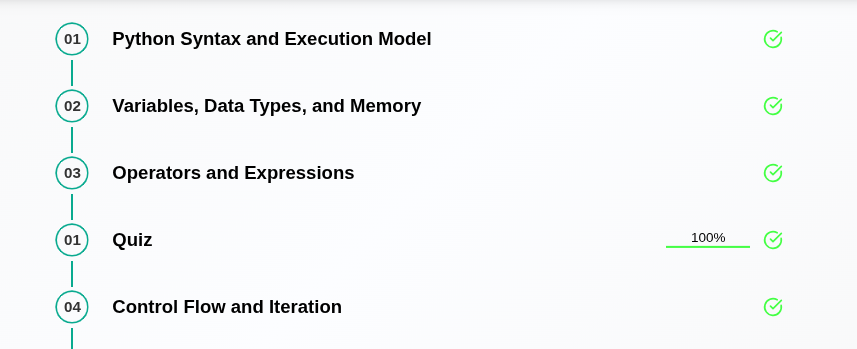 01 Python Syntax and Execution Model
02 Variables, Data Types, and Memory
03 Operators and Expressions
01 Quiz 100%
04 Control Flow and Iteration